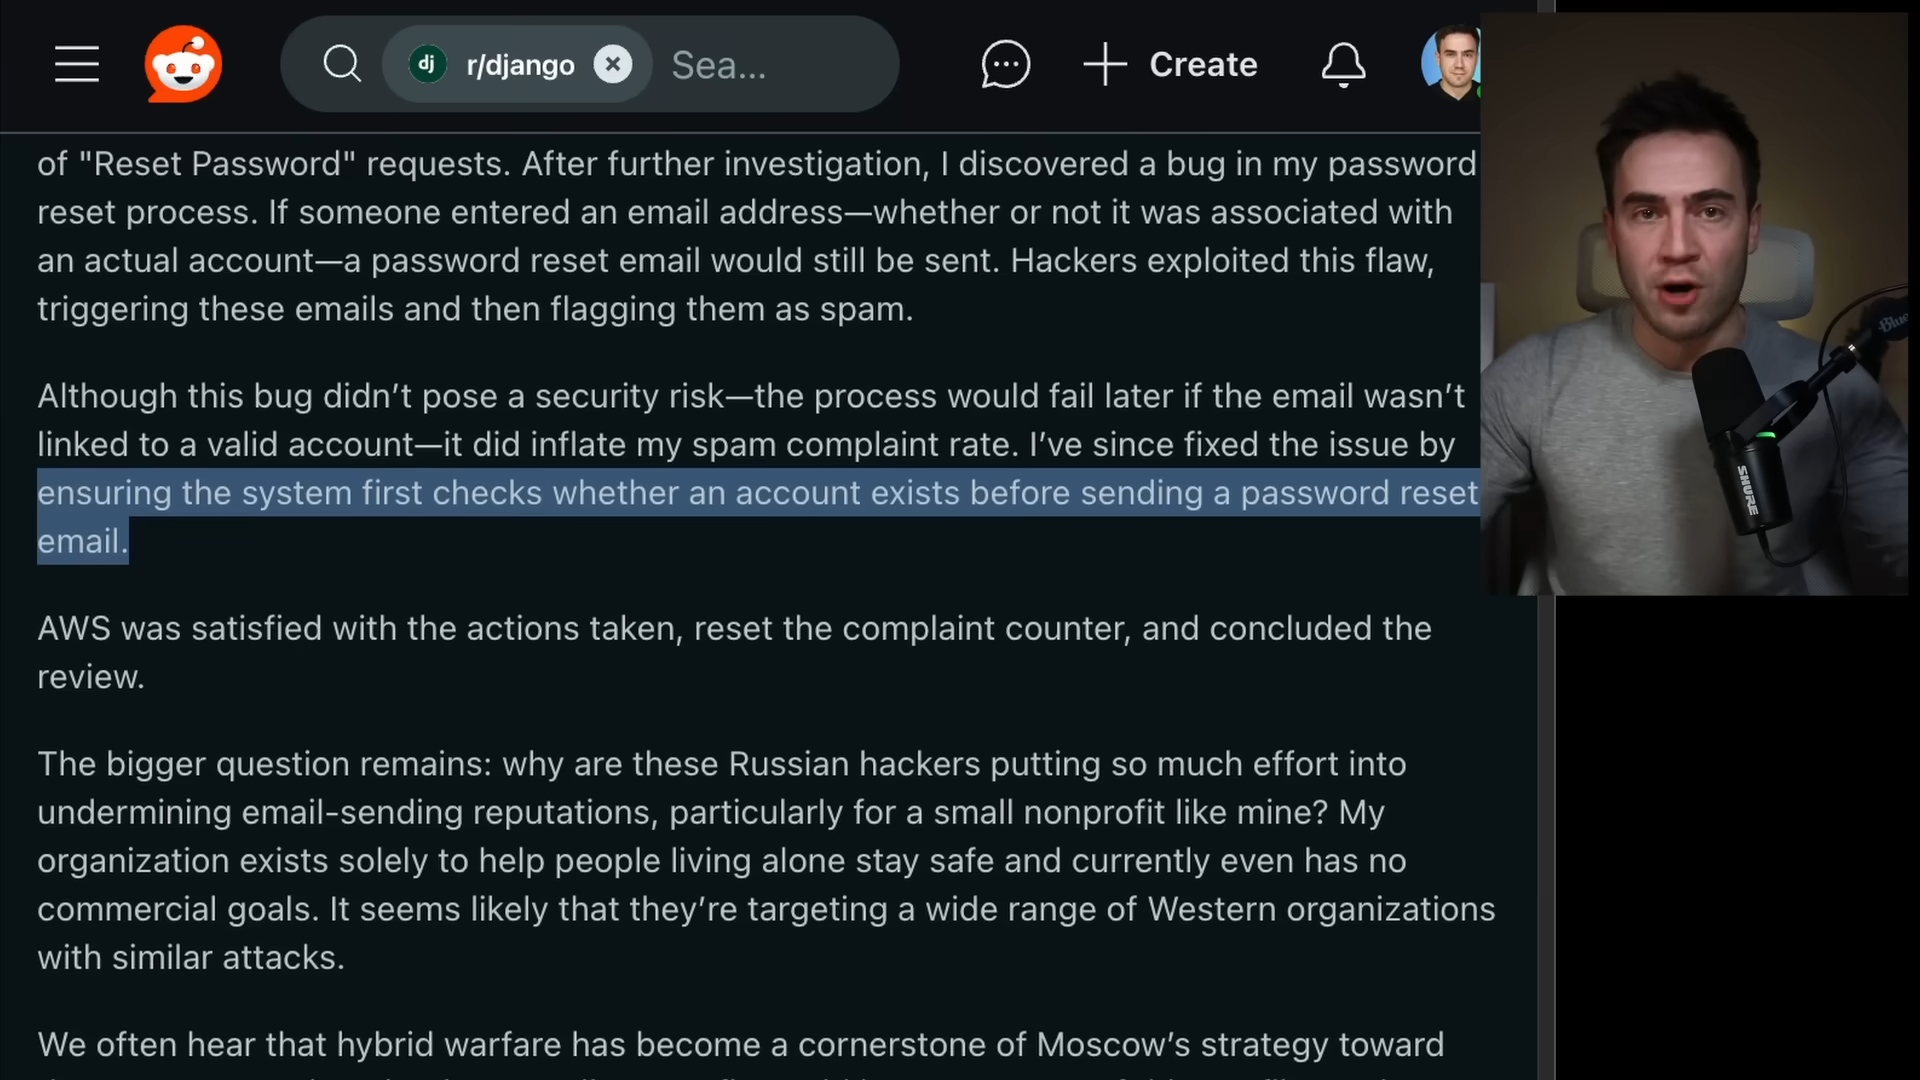 dj r/django Sea... Create
of "Reset Password" requests. After further investigation, I discovered a bug in my password
reset process. If someone entered an email address—whether or not it was associated with
an actual account—a password reset email would still be sent. Hackers exploited this flaw,
triggering these emails and then flagging them as spam.
Although this bug didn’t pose a security risk—the process would fail later if the email wasn’t
linked to a valid account—it did inflate my spam complaint rate. I’ve since fixed the issue by
ensuring the system first checks whether an account exists before sending a password reset
email.
AWS was satisfied with the actions taken, reset the complaint counter, and concluded the
review.
The bigger question remains: why are these Russian hackers putting so much effort into
undermining email-sending reputations, particularly for a small nonprofit like mine? My
organization exists solely to help people living alone stay safe and currently even has no
commercial goals. It seems likely that they’re targeting a wide range of Western organizations
with similar attacks.
We often hear that hybrid warfare has become a cornerstone of Moscow’s strategy toward
Blue
SHURE